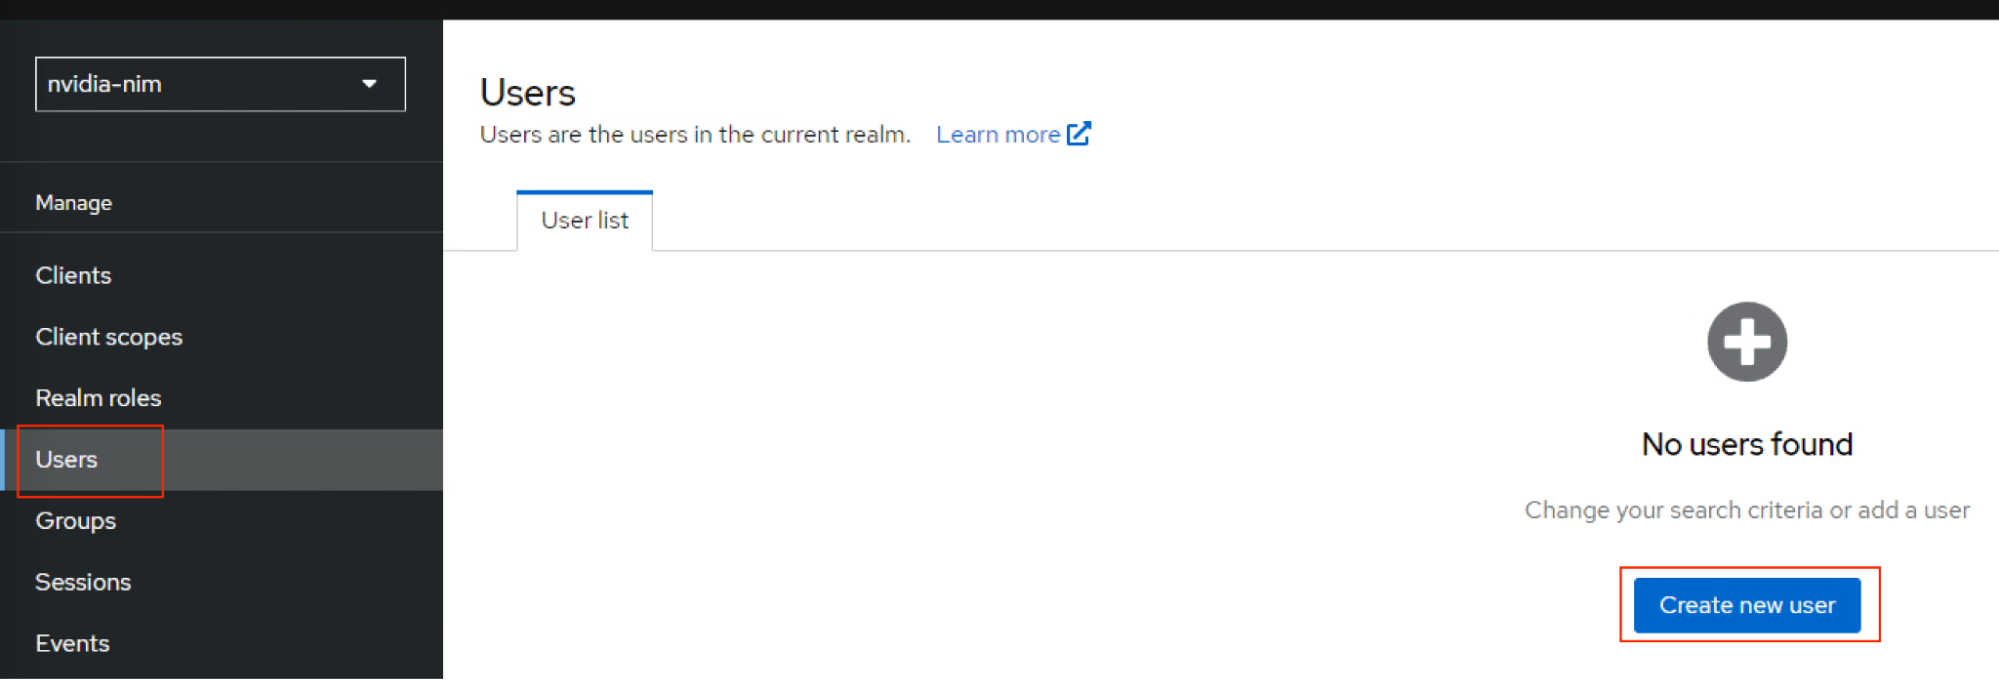 nvidia-nim
Manage
Clients
Client scopes
Realm roles
Users
Groups
Sessions
Events
Users
Users are the users in the current realm. Learn more
User list
No users found
Change your search criteria or add a user
Create new user